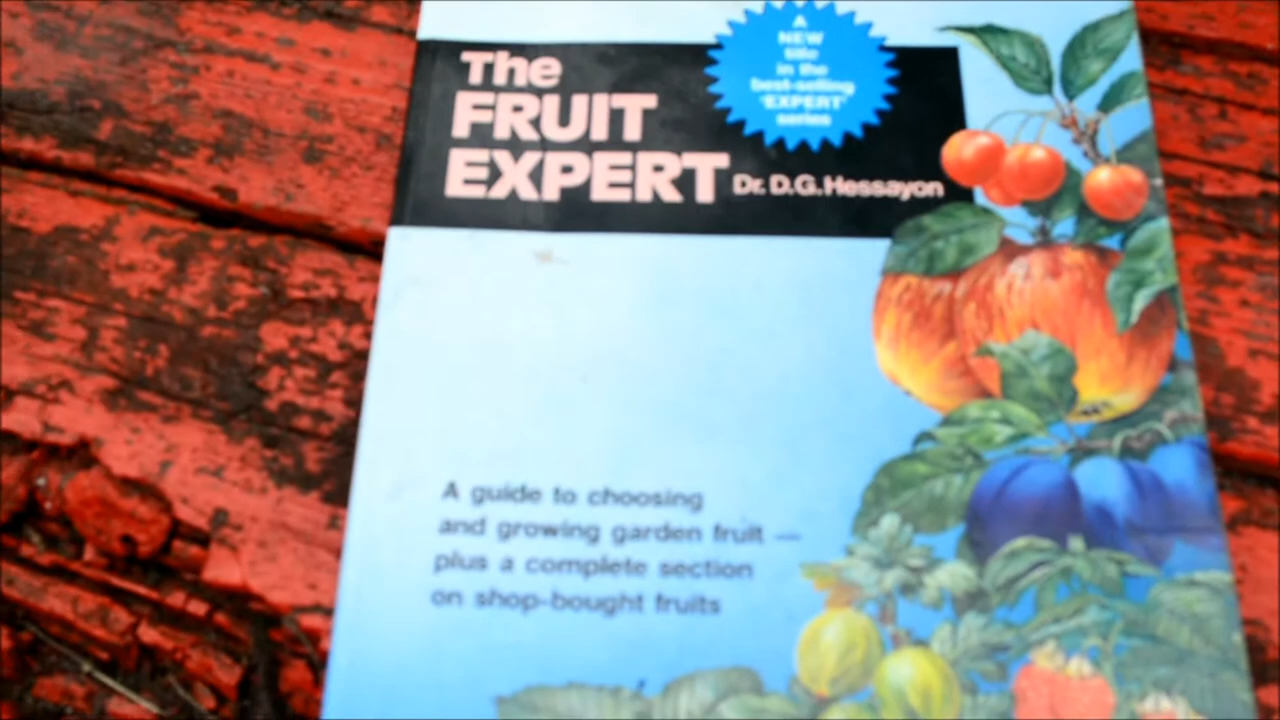 The
FRUIT
EXPERT
Dr. D.G. Hessayon
A
NEW
title
in the
best-selling
'EXPERT'
series
A guide to choosing
and growing garden fruit —
plus a complete section
on shop-bought fruits